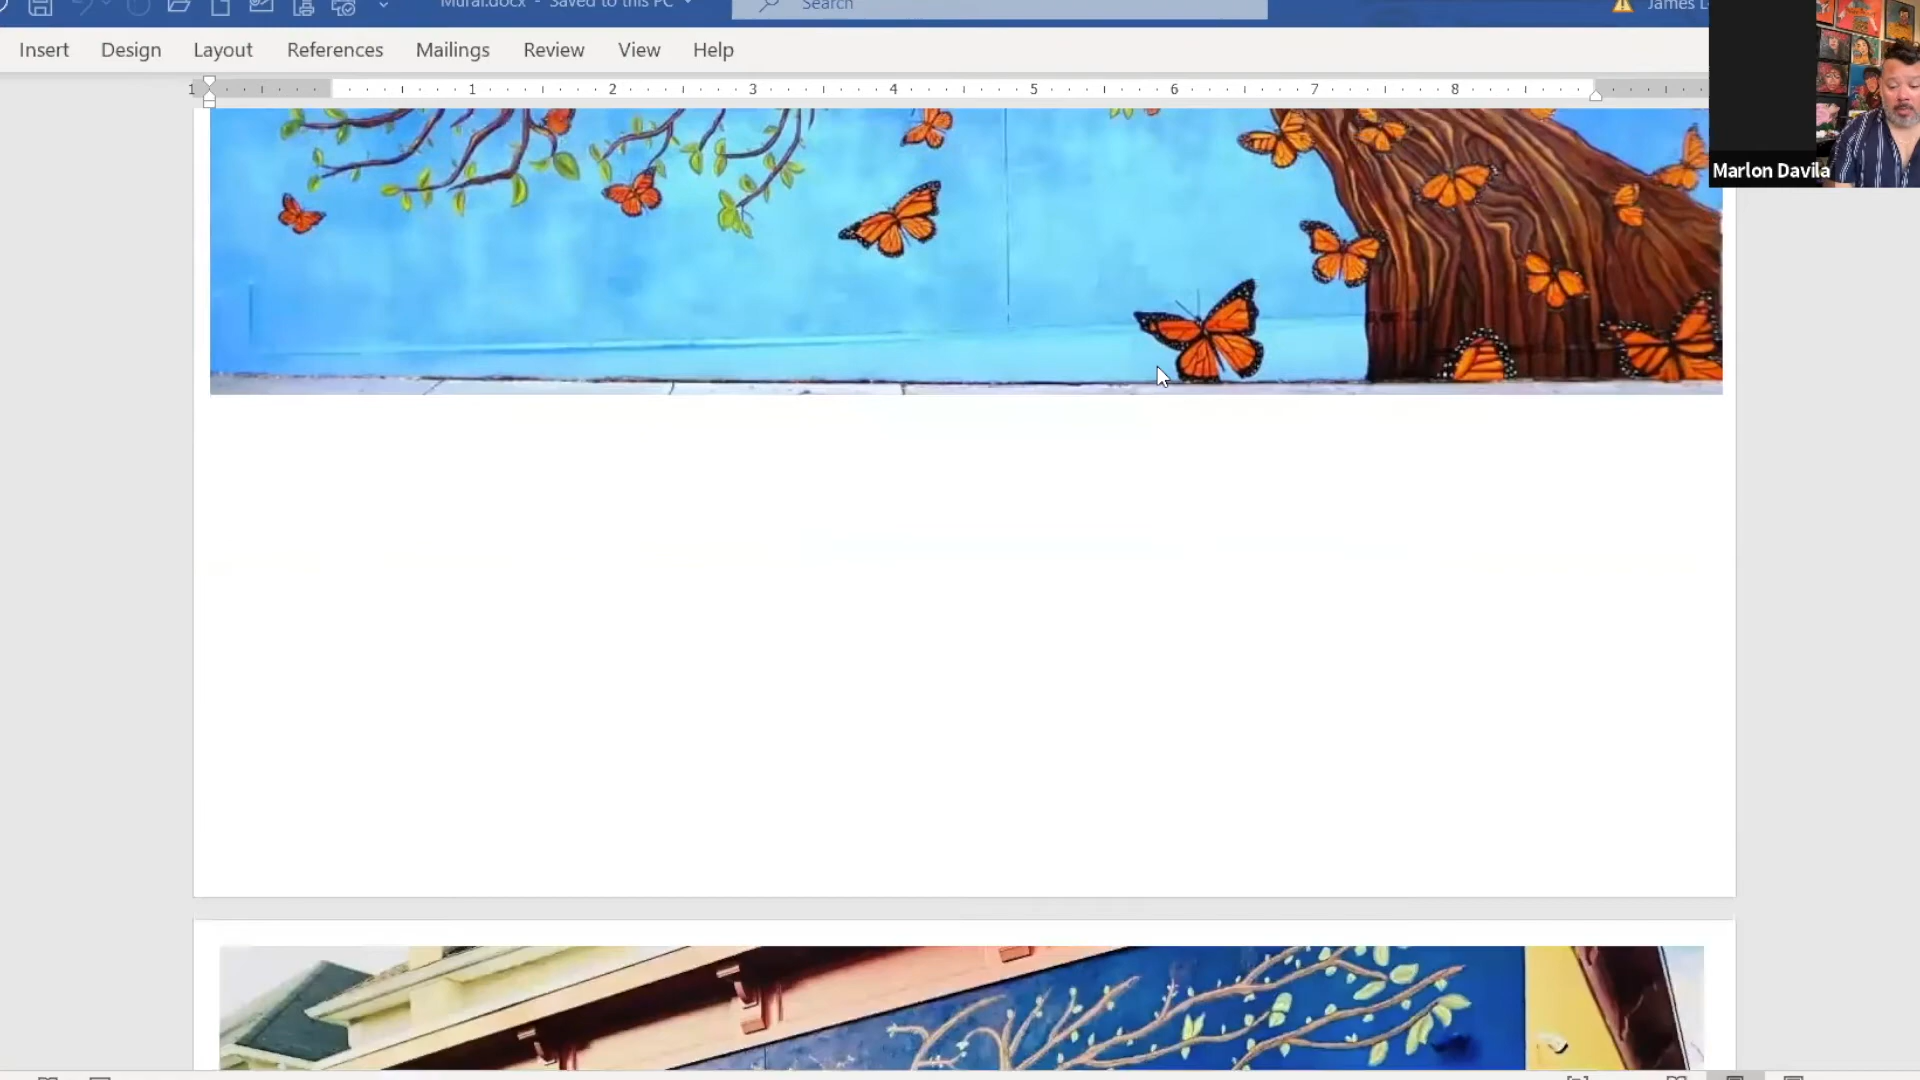 Mural.docx - Saved to this PC
Search
James L
Insert Design Layout References Mailings Review View Help
1 1 2 3 4 5 6 7 8
Marlon Davila